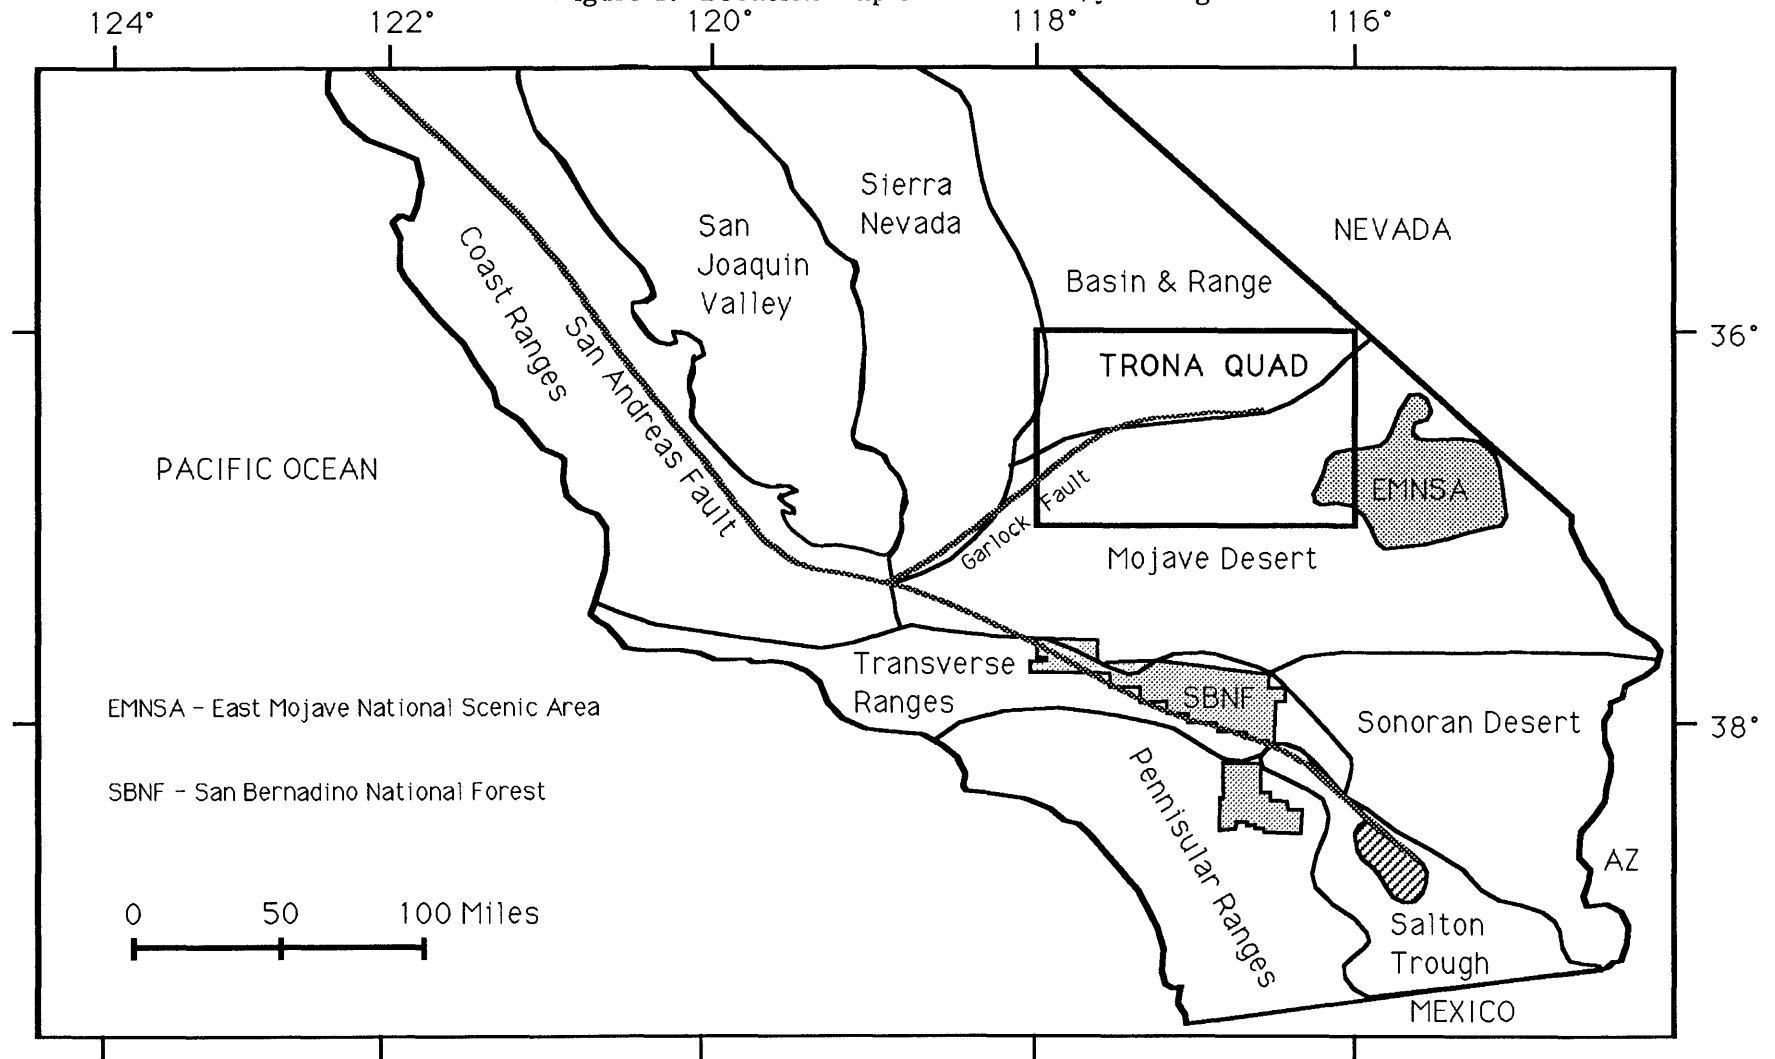 124°
122°
120°
118°
116°
Sierra
Nevada
San
Joaquin
Valley
NEVADA
Basin & Range
Coast Ranges
San Andreas Fault
36°
TRONA QUAD
PACIFIC OCEAN
EMNSA
Garlock Fault
Mojave Desert
Transverse
Ranges
SBNF
Sonoran Desert
38°
EMNSA – East Mojave National Scenic Area
SBNF – San Bernadino National Forest
Pennisular Ranges
AZ
0 50 100 Miles
Salton
Trough
MEXICO